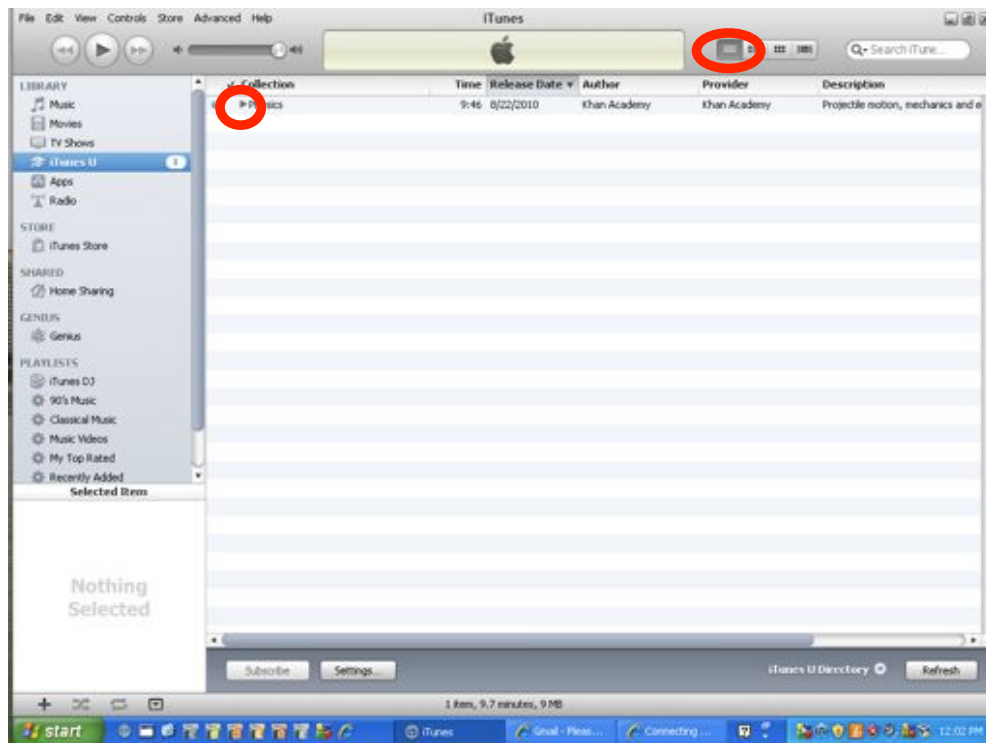 File Edit View Controls Store Advanced Help
iTunes
Search iTune...
LIBRARY
Music
Movies
TV Shows
iTunes U 1
Apps
Radio
STORE
iTunes Store
SHARED
Home Sharing
GENIUS
Genius
PLAYLISTS
iTunes DJ
90's Music
Classical Music
Music Videos
My Top Rated
Recently Added
Selected Item
Nothing
Selected
Collection Time Release Date Author Provider Description
Physics 9:46 8/22/2010 Khan Academy Khan Academy Projectile motion, mechanics and e
Subscribe Settings... iTunes U Directory Refresh
1 item, 9.7 minutes, 9 MB
start iTunes Gmail - Pleas... Connecting ... 12:02 PM